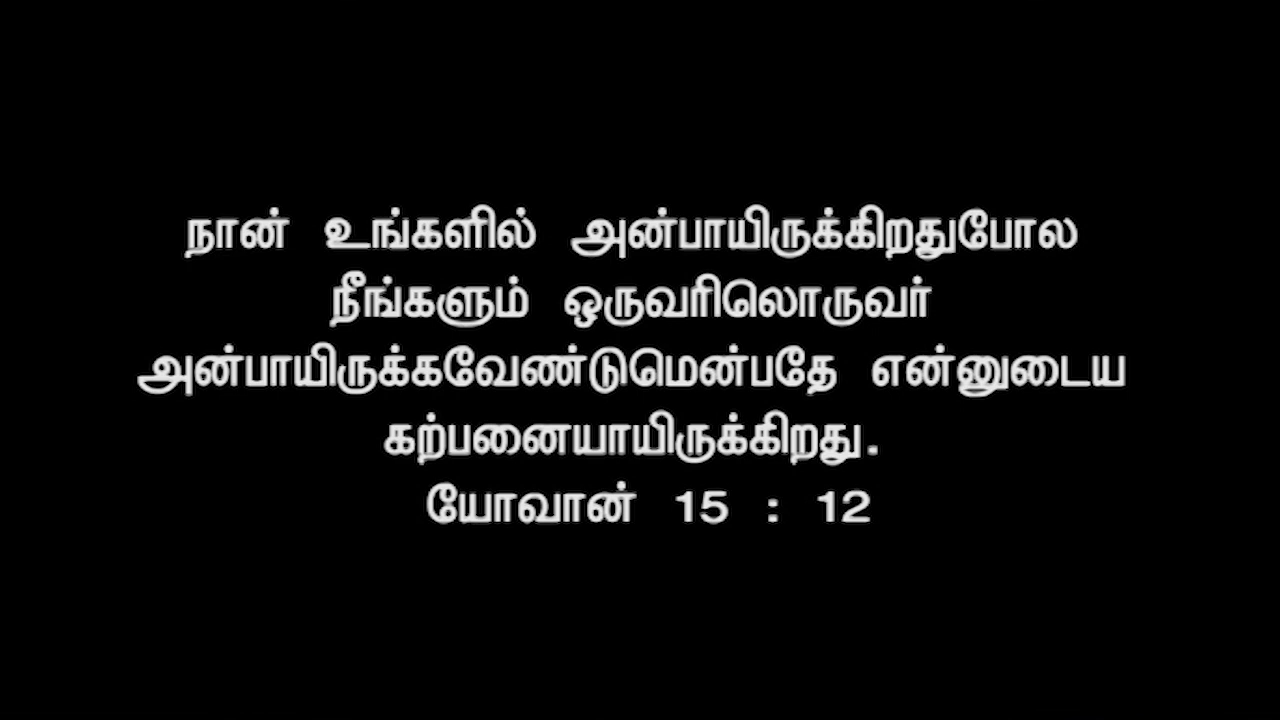 நான் உங்களில் அன்பாயிருக்கிறதுபோல
நீங்களும் ஒருவரிலொருவர்
அன்பாயிருக்கவேண்டுமென்பதே என்னுடைய
கற்பனையாயிருக்கிறது.
யோவான் 15 : 12